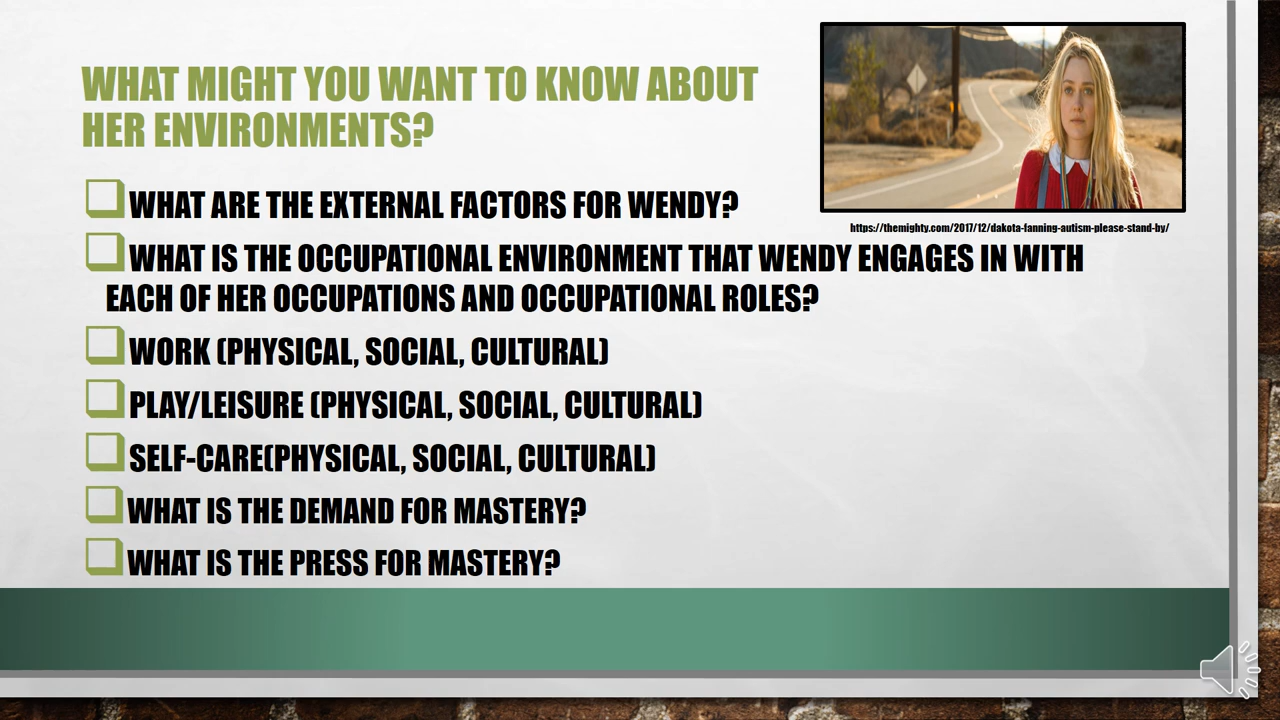 WHAT MIGHT YOU WANT TO KNOW ABOUT
HER ENVIRONMENTS?
https://themighty.com/2017/12/dakota-fanning-autism-please-stand-by/
WHAT ARE THE EXTERNAL FACTORS FOR WENDY?
WHAT IS THE OCCUPATIONAL ENVIRONMENT THAT WENDY ENGAGES IN WITH
EACH OF HER OCCUPATIONS AND OCCUPATIONAL ROLES?
WORK (PHYSICAL, SOCIAL, CULTURAL)
PLAY/LEISURE (PHYSICAL, SOCIAL, CULTURAL)
SELF-CARE(PHYSICAL, SOCIAL, CULTURAL)
WHAT IS THE DEMAND FOR MASTERY?
WHAT IS THE PRESS FOR MASTERY?